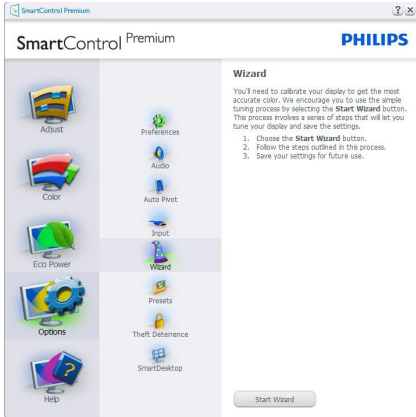 SmartControl Premium
SmartControl Premium
PHILIPS
Adjust
Color
Eco Power
Options
Help
Preferences
Audio
Auto Pivot
Input
Wizard
Presets
Theft Deterrence
SmartDesktop
Wizard
You'll need to calibrate your display to get the most
accurate color. We encourage you to use the simple
tuning process by selecting the Start Wizard button.
This process involves a series of steps that will let you
tune your display and save the settings.
1. Choose the Start Wizard button.
2. Follow the steps outlined in this process.
3. Save your settings for future use.
Start Wizard